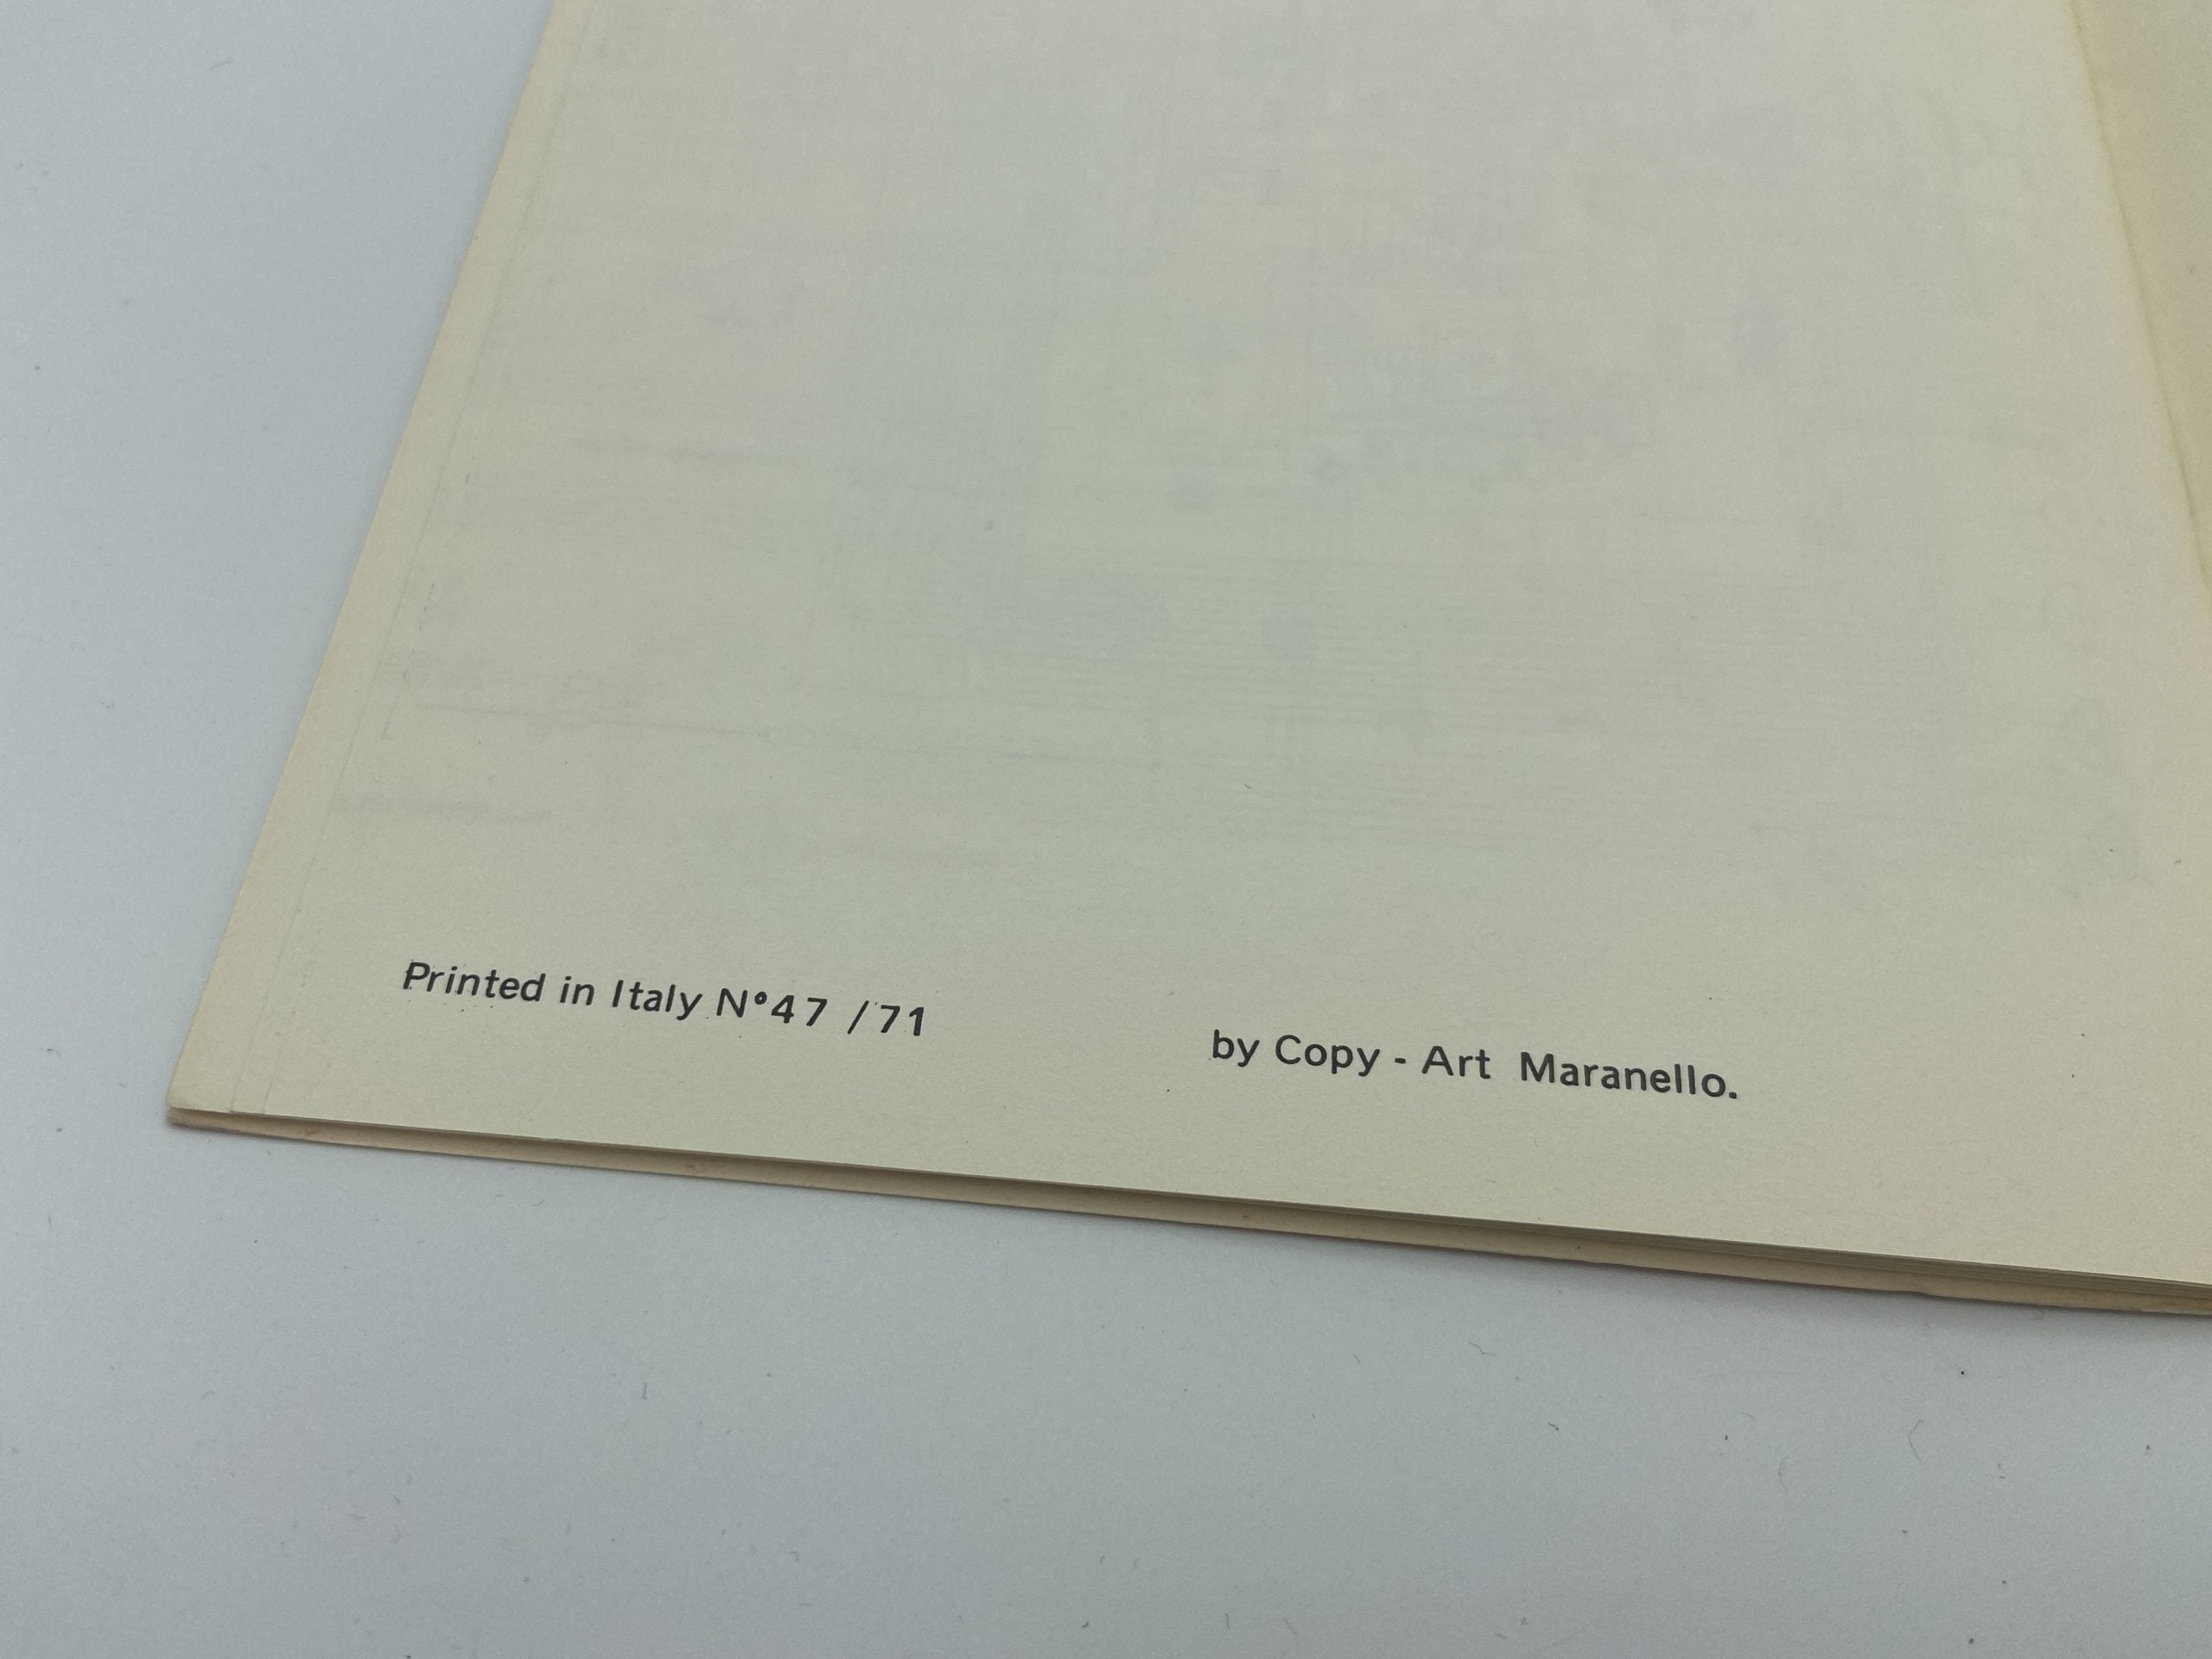 Printed in Italy N°47 /71
by Copy - Art Maranello.